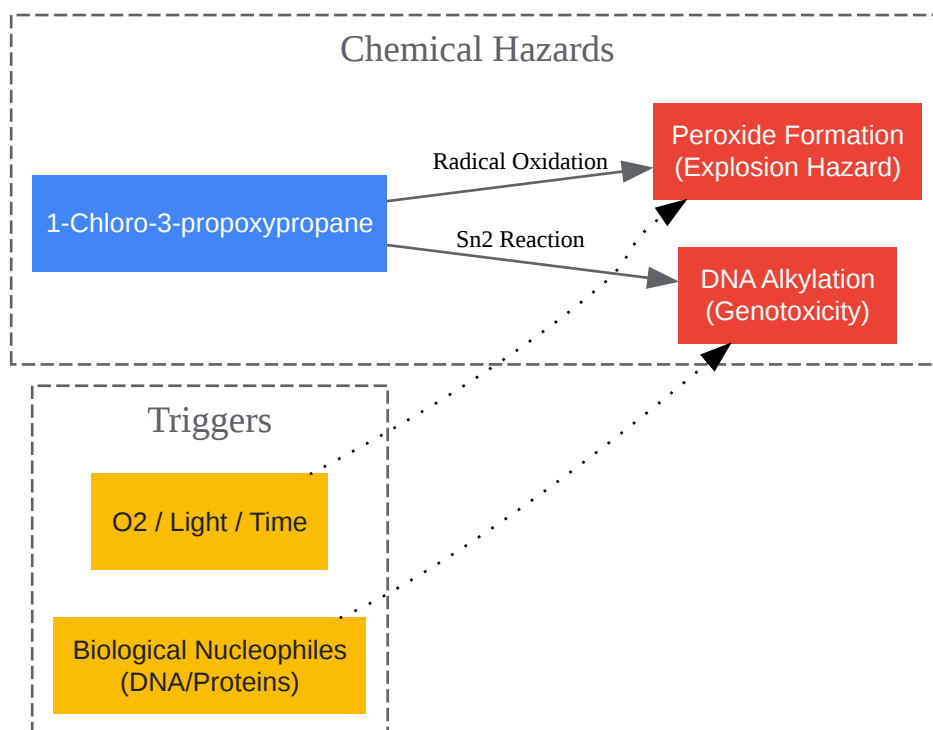 Chemical Hazards
Peroxide Formation
(Explosion Hazard)
Radical Oxidation
1-Chloro-3-propoxypropane
Sn2 Reaction
DNA Alkylation
(Genotoxicity)
Triggers
O2 / Light / Time
Biological Nucleophiles
(DNA/Proteins)